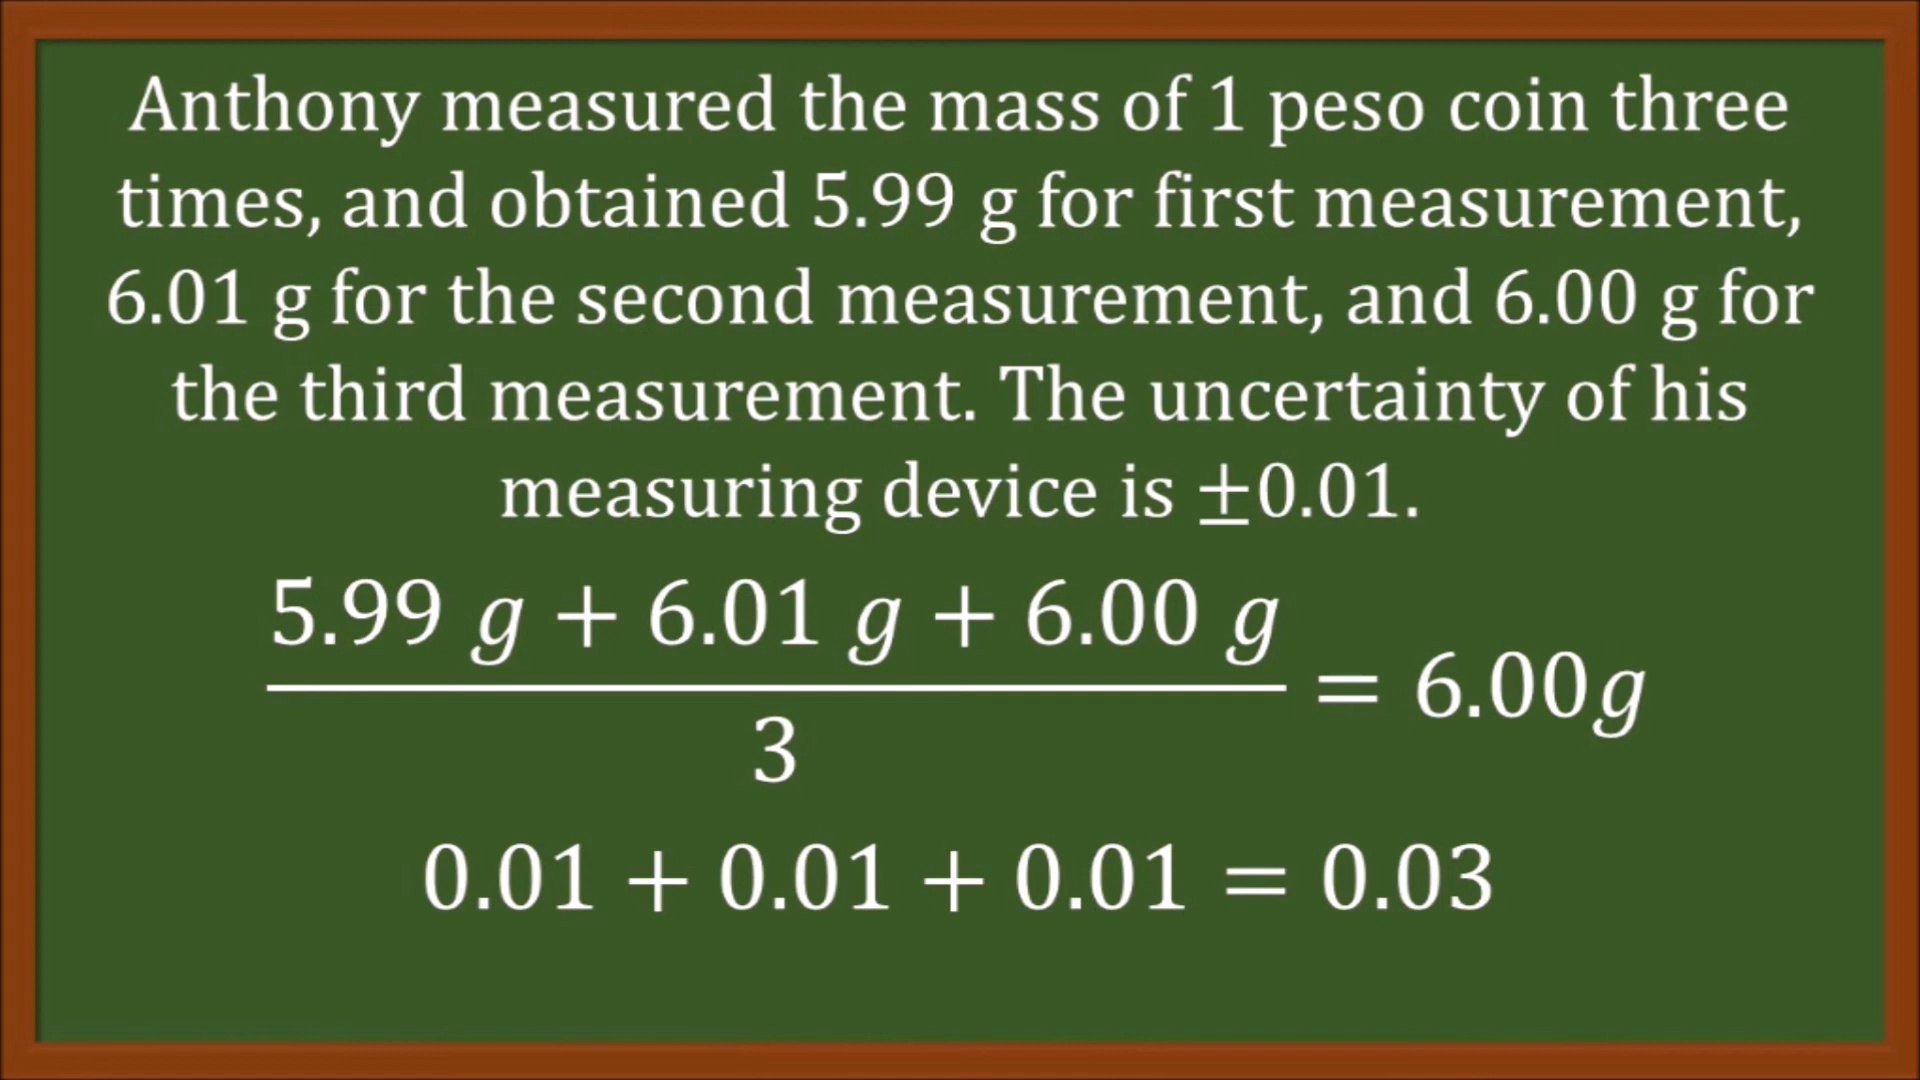 Anthony measured the mass of 1 peso coin three
times, and obtained 5.99 g for first measurement,
6.01 g for the second measurement, and 6.00 g for
the third measurement. The uncertainty of his
measuring device is ±0.01.
5.99 g + 6.01 g + 6.00 g
= 6.00g
3
0.01 + 0.01 + 0.01 = 0.03